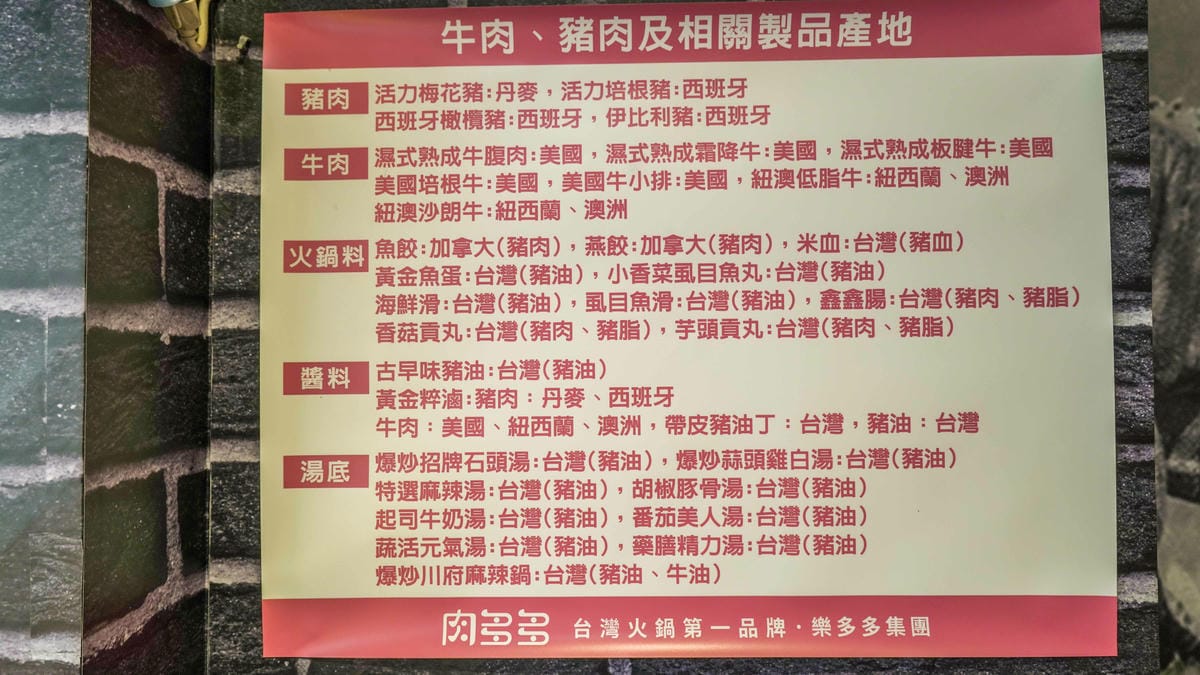 牛肉、豬肉及相關製品產地
豬肉 活力梅花豬:丹麥，活力培根豬:西班牙
西班牙橄欖豬:西班牙，伊比利豬:西班牙
牛肉 濕式熟成牛腹肉:美國，濕式熟成霜降牛:美國，濕式熟成板腱牛:美國
美國培根牛:美國，美國牛小排:美國，紐澳低脂牛:紐西蘭、澳洲
紐澳沙朗牛:紐西蘭、澳洲
火鍋料 魚餃:加拿大(豬肉)，燕餃:加拿大(豬肉)，米血:台灣(豬血)
黃金魚蛋:台灣(豬油)，小香菜虱目魚丸:台灣(豬油)
海鮮滑:台灣(豬油)，虱目魚滑:台灣(豬油)，鑫鑫腸:台灣(豬肉、豬脂)
香菇貢丸:台灣(豬肉、豬脂)，芋頭貢丸:台灣(豬肉、豬脂)
醬料 古早味豬油:台灣(豬油)
黃金粹滷:豬肉：丹麥、西班牙
牛肉：美國、紐西蘭、澳洲，帶皮豬油丁：台灣，豬油：台灣
湯底 爆炒招牌石頭湯:台灣(豬油)，爆炒蒜頭雞白湯:台灣(豬油)
特選麻辣湯:台灣(豬油)，胡椒豚骨湯:台灣(豬油)
起司牛奶湯:台灣(豬油)，番茄美人湯:台灣(豬油)
蔬活元氣湯:台灣(豬油)，藥膳精力湯:台灣(豬油)
爆炒川府麻辣鍋:台灣(豬油、牛油)
肉多多 台灣火鍋第一品牌·樂多多集團